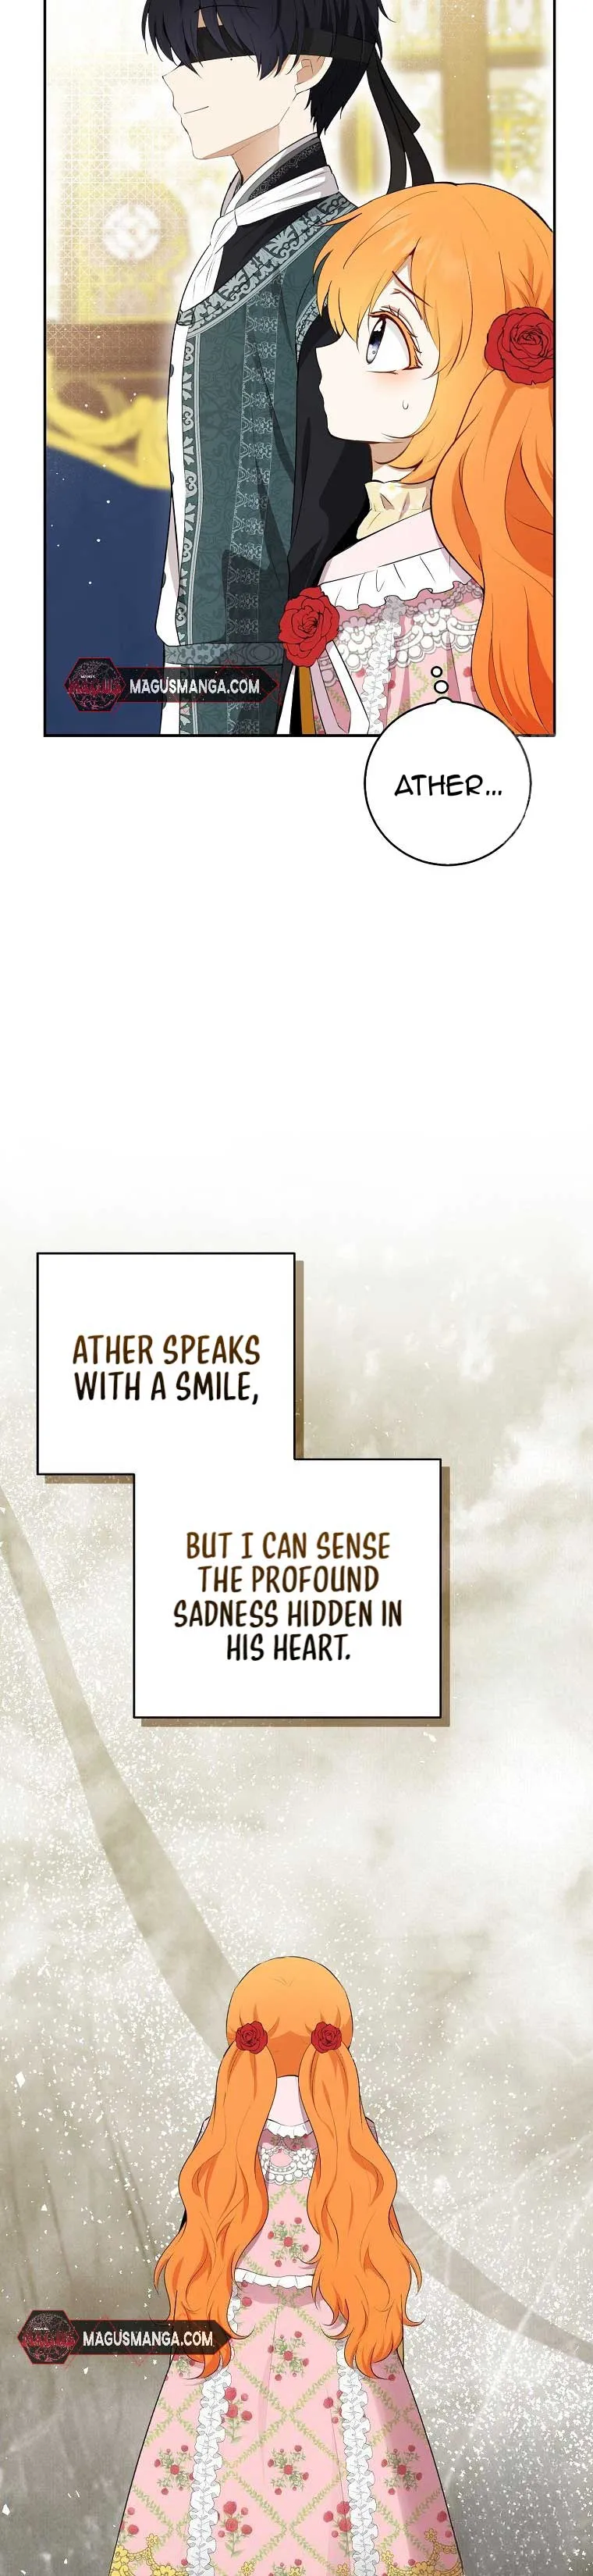 MAGUSMANGA.COM
ATHER...
ATHER SPEAKS
WITH A SMILE,
BUT I CAN SENSE
THE PROFOUND
SADNESS HIDDEN IN
HIS HEART.
MAGUSMANGA.COM